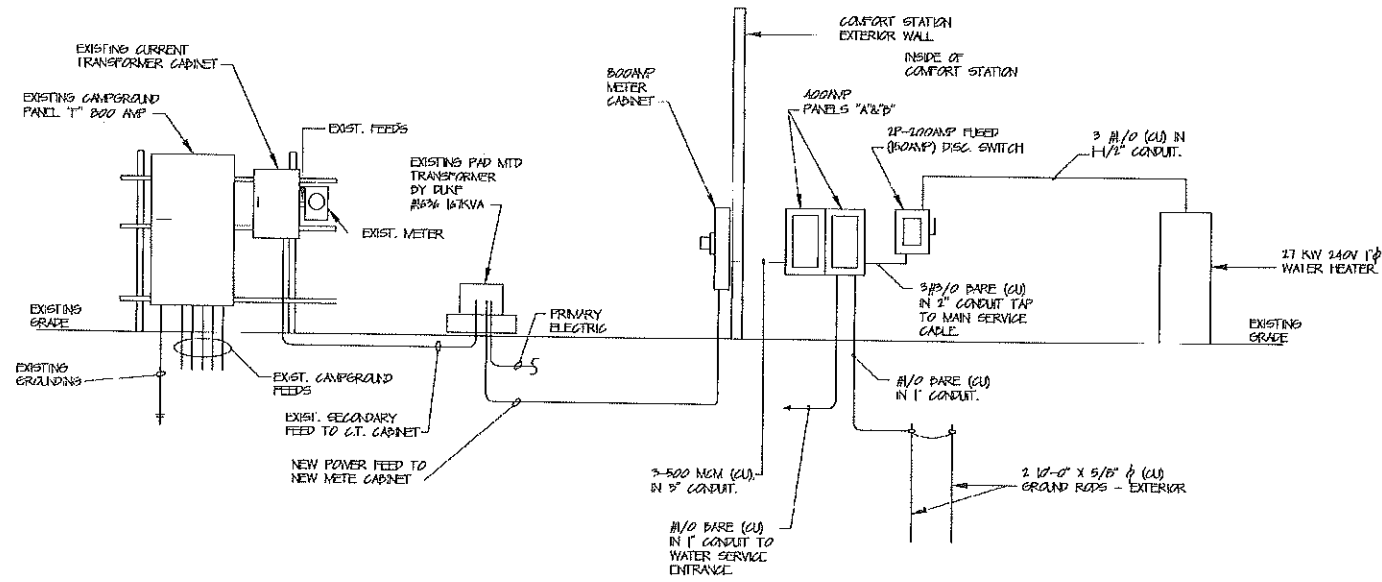 COMFORT STATION
EXTERIOR WALL
INSIDE OF
COMFORT STATION
EXISTING CURRENT
TRANSFORMER CABINET
EXISTING CAMPGROUND
PANEL "F" 800 AMP
EXIST. FEEDS
EXISTING PAD MTD
TRANSFORMER
BY DUKE
#1636 167KVA
EXIST. METER
800AMP
METER
CABINET
400AMP
PANELS "A"&"B"
2P-200AMP FUSED
(150AMP) DISC. SWITCH
3 #1/0 (CU) IN
1-1/2" CONDUIT.
27 KW 240V 1"ϕ
WATER HEATER
3#3/0 BARE (CU)
IN 2" CONDUIT TAP
TO MAIN SERVICE
CABLE
EXISTING
GRADE
EXISTING
GRADE
PRIMARY
ELECTRIC
EXISTING
GROUNDING
EXIST. CAMPGROUND
FEEDS
EXIST. SECONDARY
FEED TO C.T. CABINET
NEW POWER FEED TO
NEW METE CABINET
#1/0 BARE (CU)
IN 1" CONDUIT.
3-500 MCM (CU)
IN 3" CONDUIT.
2 10'-0" X 5/8" ϕ (CU)
GROUND RODS - EXTERIOR
#1/0 BARE (CU)
IN 1" CONDUIT TO
WATER SERVICE
ENTRANCE